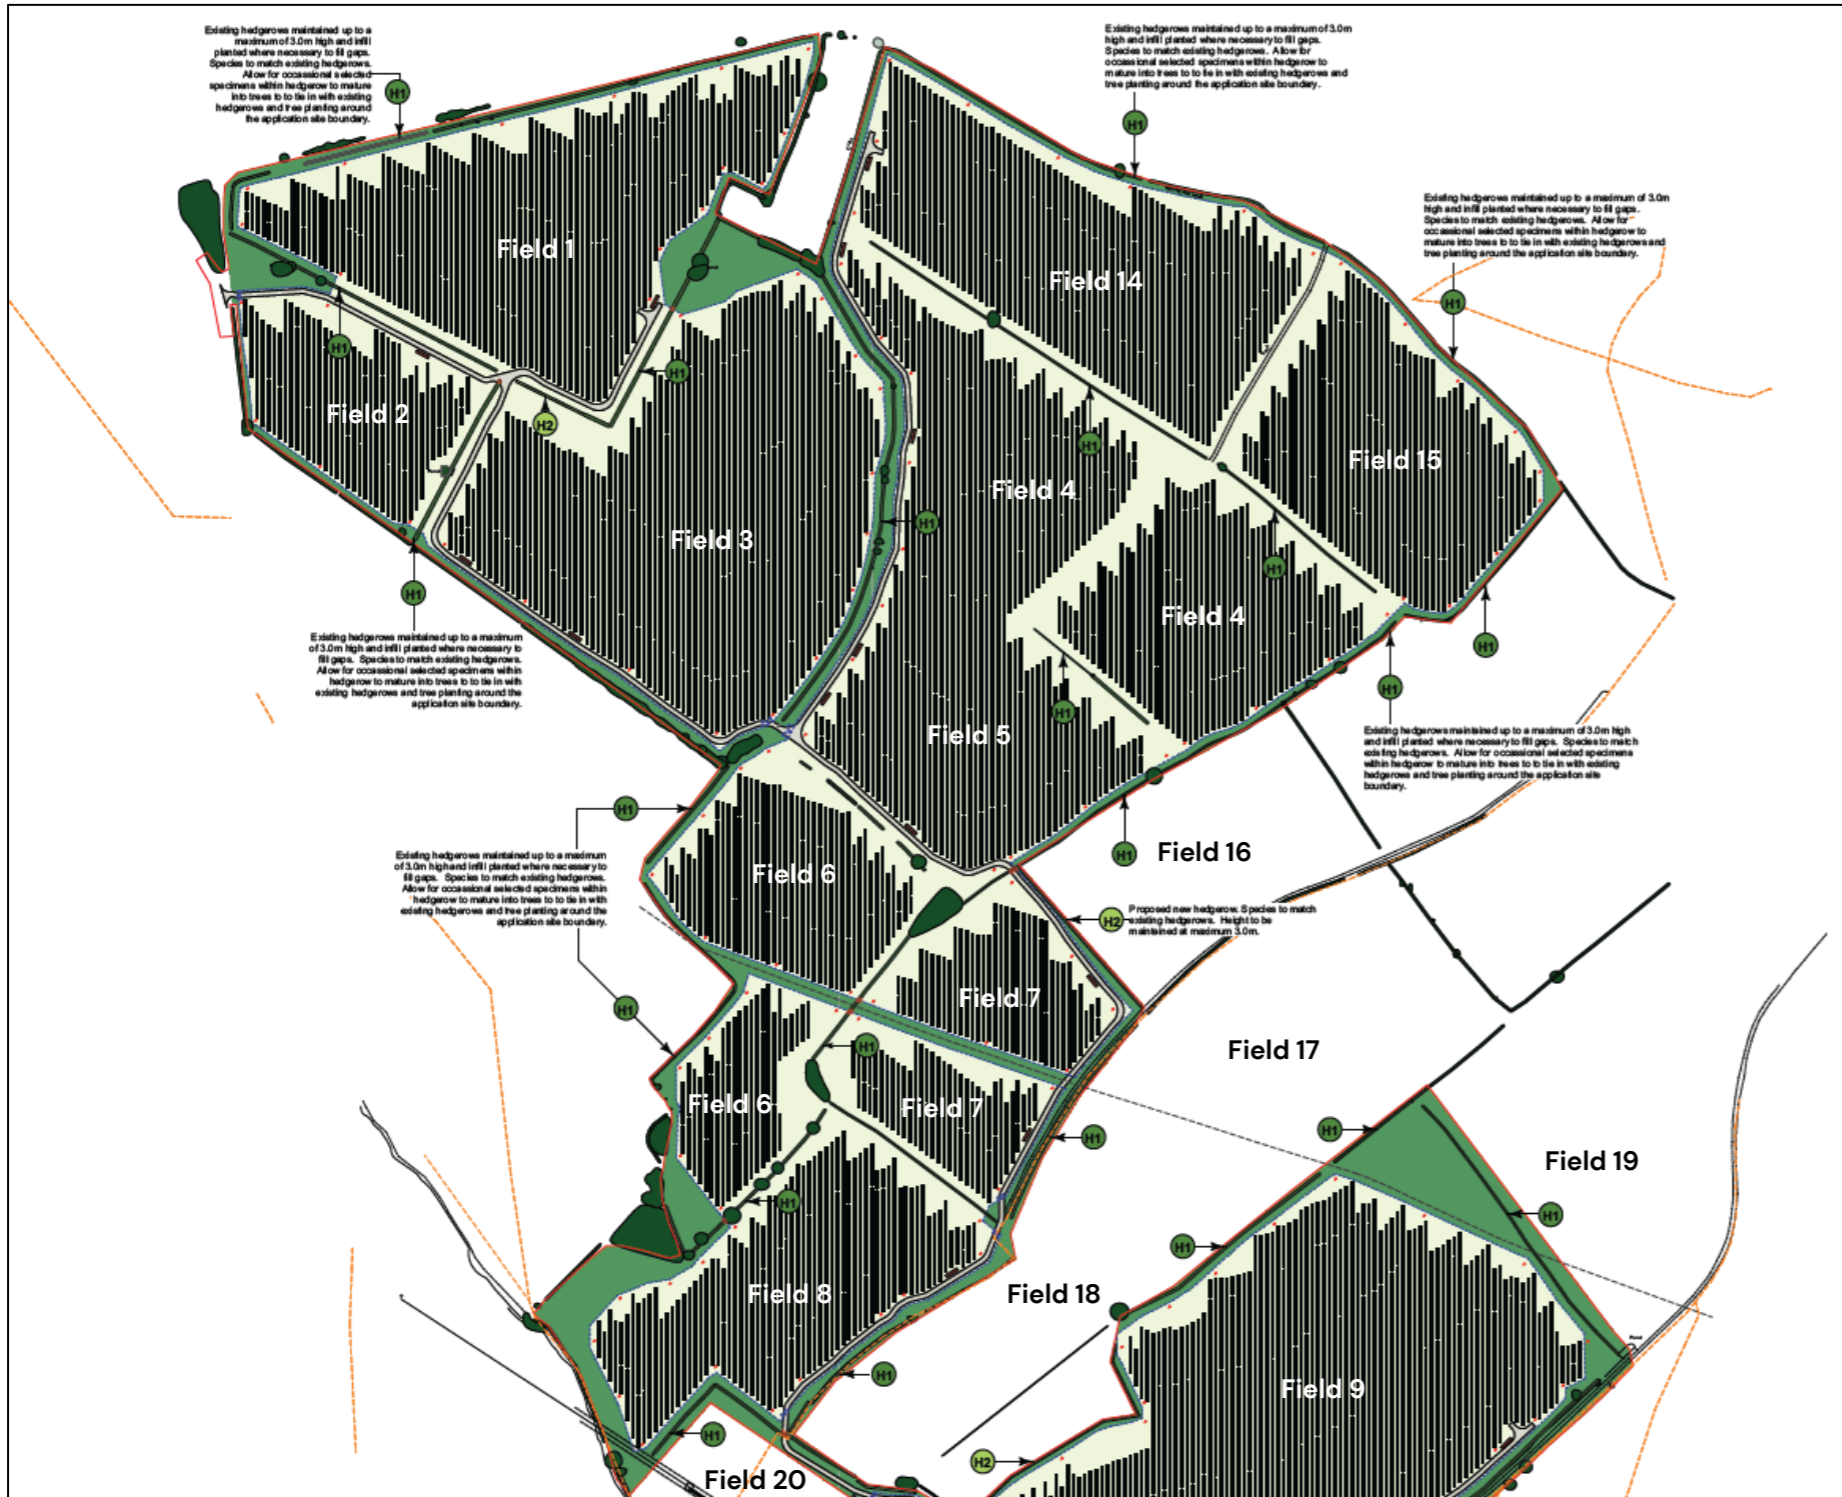 Existing hedgerows maintained up to a
maximum of 3.0m high and infill
planted where necessary to fill gaps.
Species to match existing hedgerows.
Allow for occassional selected
specimens within hedgerow to mature
into trees to to tie in with existing
hedgerows and tree planting around
the application site boundary.
H1
Existing hedgerows maintained up to a maximum of 3.0m
high and infill planted where necessary to fill gaps.
Species to match existing hedgerows. Allow for
occassional selected specimens within hedgerow to
mature into trees to to tie in with existing hedgerows and
tree planting around the application site boundary.
H1
Existing hedgerows maintained up to a maximum of 3.0m
high and infill planted where necessary to fill gaps.
Species to match existing hedgerows. Allow for
occassional selected specimens within hedgerow to
mature into trees to to tie in with existing hedgerows and
tree planting around the application site boundary.
H1
Field 1
Field 14
H1
H1
Field 2
H2
H1
Field 15
Field 4
H1
Field 3
H1
H1
Field 4
H1
Existing hedgerows maintained up to a maximum
of 3.0m high and infill planted where necessary to
fill gaps. Species to match existing hedgerows.
Allow for occassional selected specimens within
hedgerow to mature into trees to to tie in with
existing hedgerows and tree planting around the
application site boundary.
H1
H1
H1
Field 5
Existing hedgerows maintained up to a maximum of 3.0m high
and infill planted where necessary to fill gaps. Species to match
existing hedgerows. Allow for occassional selected specimens
within hedgerow to mature into trees to to tie in with existing
hedgerows and tree planting around the application site
boundary.
H1
H1
Field 16
Field 6
Existing hedgerows maintained up to a maximum
of 3.0m high and infill planted where necessary to
fill gaps. Species to match existing hedgerows.
Allow for occassional selected specimens within
hedgerow to mature into trees to to tie in with
existing hedgerows and tree planting around the
application site boundary.
H2
Proposed new hedgerow. Species to match
existing hedgerows. Height to be
maintained at maximum 3.0m.
Field 7
H1
H1
Field 17
Field 6
Field 7
H1
H1
Field 19
H1
H1
H1
Field 8
Field 18
H1
Field 9
H1
H2
Field 20